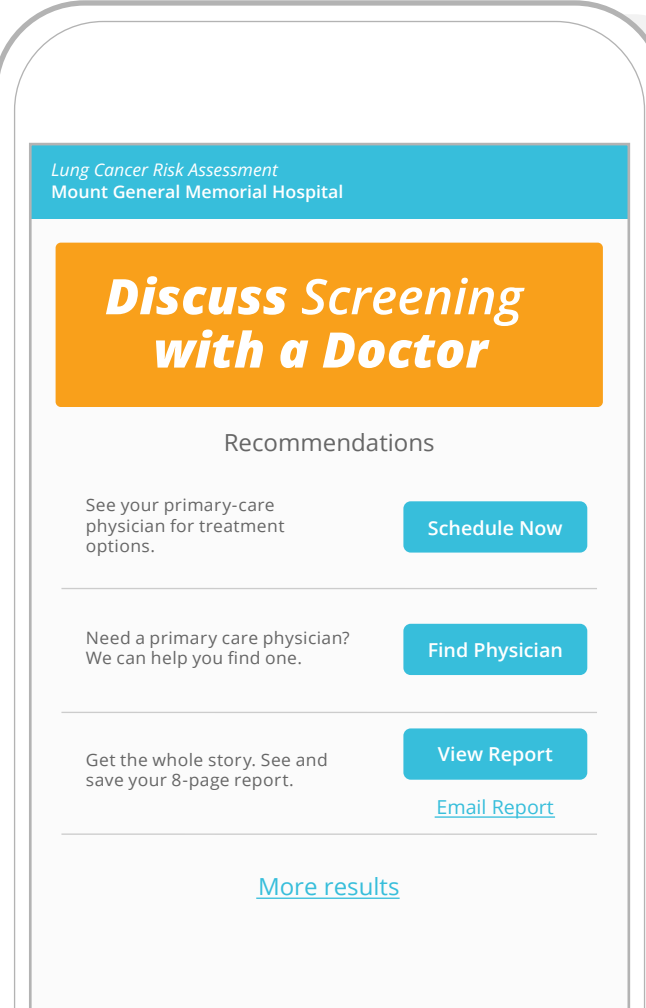 Lung Cancer Risk Assessment
Mount General Memorial Hospital
Discuss Screening
with a Doctor
Recommendations
See your primary-care
physician for treatment
options.
Schedule Now
Need a primary care physician?
We can help you find one.
Find Physician
Get the whole story. See and
save your 8-page report.
View Report
Email Report
More results